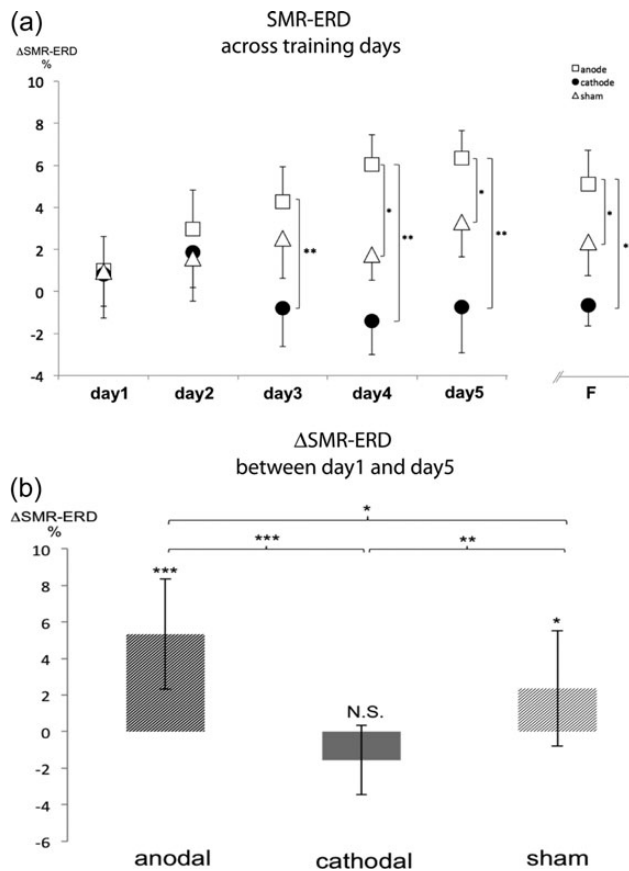 (a)
SMR-ERD
across training days
ΔSMR-ERD
%
anode
cathode
sham
10
8
6
4
2
0
-2
-4
*
**
*
**
*
**
*
*
day1 day2 day3 day4 day5 F
ΔSMR-ERD
between day1 and day5
(b)
ΔSMR-ERD
%
*
*** **
10
8
6
4
2
0
-2
-4
-6
***
N.S.
*
anodal cathodal sham